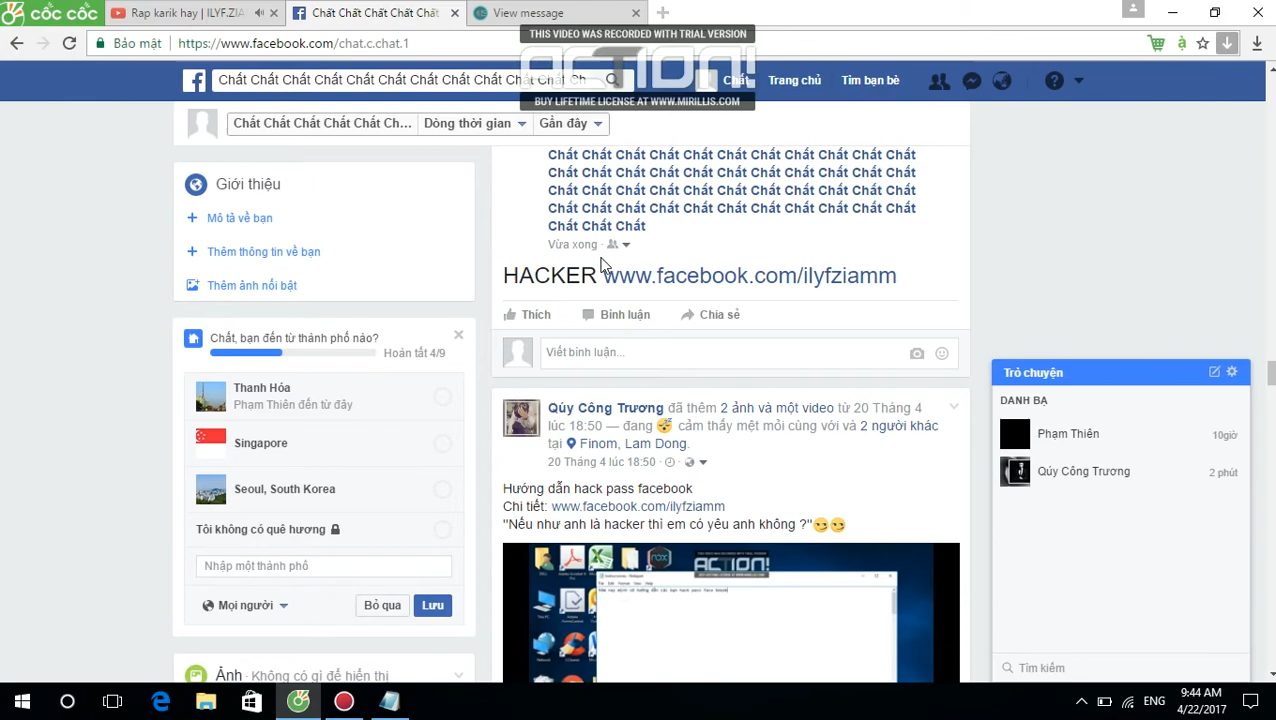 cốc cốc
Rap karik hay | ILYF-ZIA
Chất Chất Chất Chất Chất
View message
THIS VIDEO WAS RECORDED WITH TRIAL VERSION
ACTION!
BUY LIFETIME LICENSE AT WWW.MIRILLIS.COM
Bảo mật
https://www.facebook.com/chat.c.chat.1
Chất Chất Chất Chất Chất Chất Chất Chất Chất Chất Chất Ch
Chất
Trang chủ
Tìm bạn bè
Chất Chất Chất Chất Chất Ch...
Dòng thời gian
Gần đây
Giới thiệu
Mô tả về bạn
Thêm thông tin về bạn
Thêm ảnh nổi bật
Chất, bạn đến từ thành phố nào?
Hoàn tất 4/9
Thanh Hóa
Phạm Thiên đến từ đây
Singapore
Seoul, South Korea
Tôi không có quê hương
Nhập một thành phố
Mọi người
Bỏ qua
Lưu
Ảnh · Không có gì để hiển thị
Chất Chất Chất Chất Chất Chất Chất Chất Chất Chất Chất
Chất Chất Chất Chất Chất Chất Chất Chất Chất Chất Chất
Chất Chất Chất Chất Chất Chất Chất Chất Chất Chất Chất
Chất Chất Chất Chất Chất Chất Chất Chất Chất Chất Chất
Chất Chất Chất
Vừa xong ·
HACKER www.facebook.com/ilyfziamm
Thích
Bình luận
Chia sẻ
Viết bình luận...
Qúy Công Trương đã thêm 2 ảnh và một video từ 20 Tháng 4
lúc 18:50 — đang 😴 cảm thấy mệt mỏi cùng với và 2 người khác
tại Finom, Lam Dong.
20 Tháng 4 lúc 18:50 ·
Hướng dẫn hack pass facebook
Chi tiết: www.facebook.com/ilyfziamm
"Nếu như anh là hacker thì em có yêu anh không ?"😏😏
ACTION!
Trò chuyện
DANH BẠ
Phạm Thiên
10giờ
Qúy Công Trương
2 phút
Tìm kiếm
ENG
9:44 AM
4/22/2017